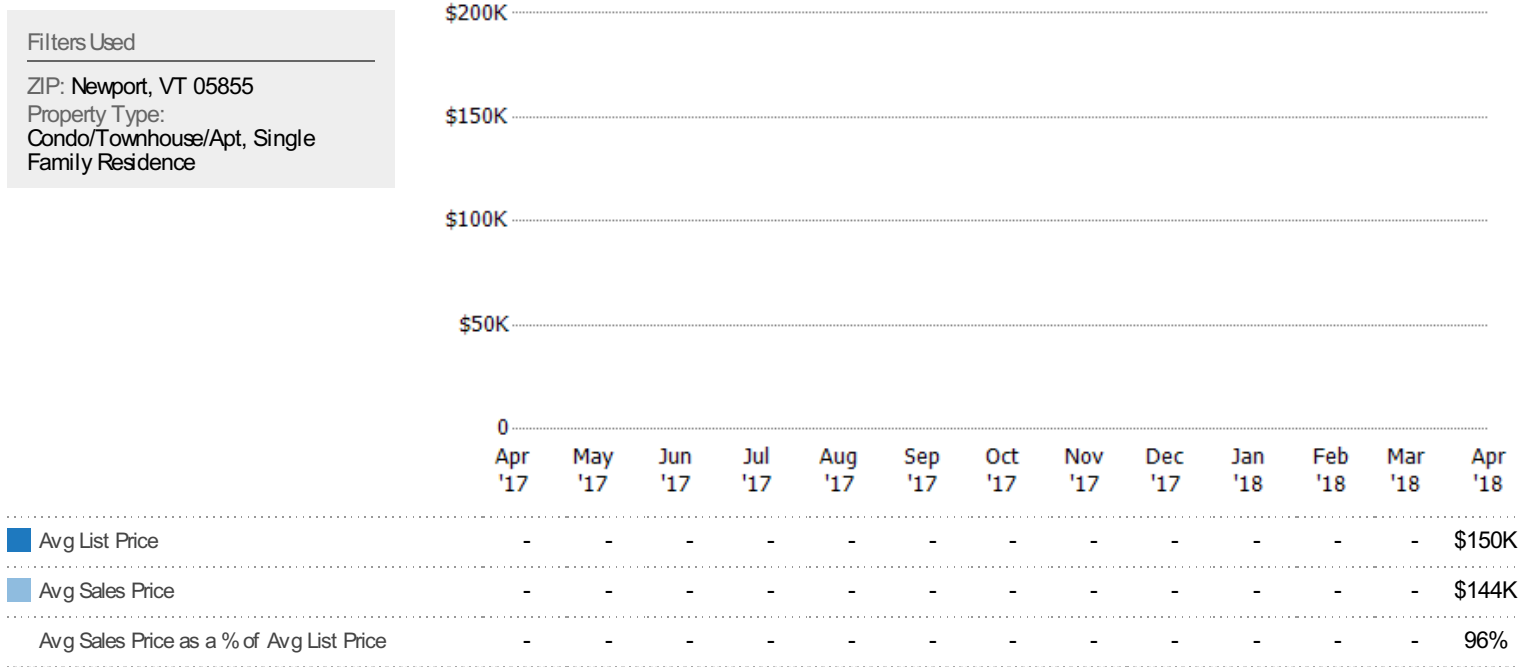 Filters Used
ZIP: Newport, VT 05855
Property Type:
Condo/Townhouse/Apt, Single
Family Residence
$200K
$150K
$100K
$50K
0
Apr May Jun Jul Aug Sep Oct Nov Dec Jan Feb Mar Apr
'17 '17 '17 '17 '17 '17 '17 '17 '17 '18 '18 '18 '18
Avg List Price - - - - - - - - - - - - $150K
Avg Sales Price - - - - - - - - - - - - $144K
Avg Sales Price as a % of Avg List Price - - - - - - - - - - - - 96%